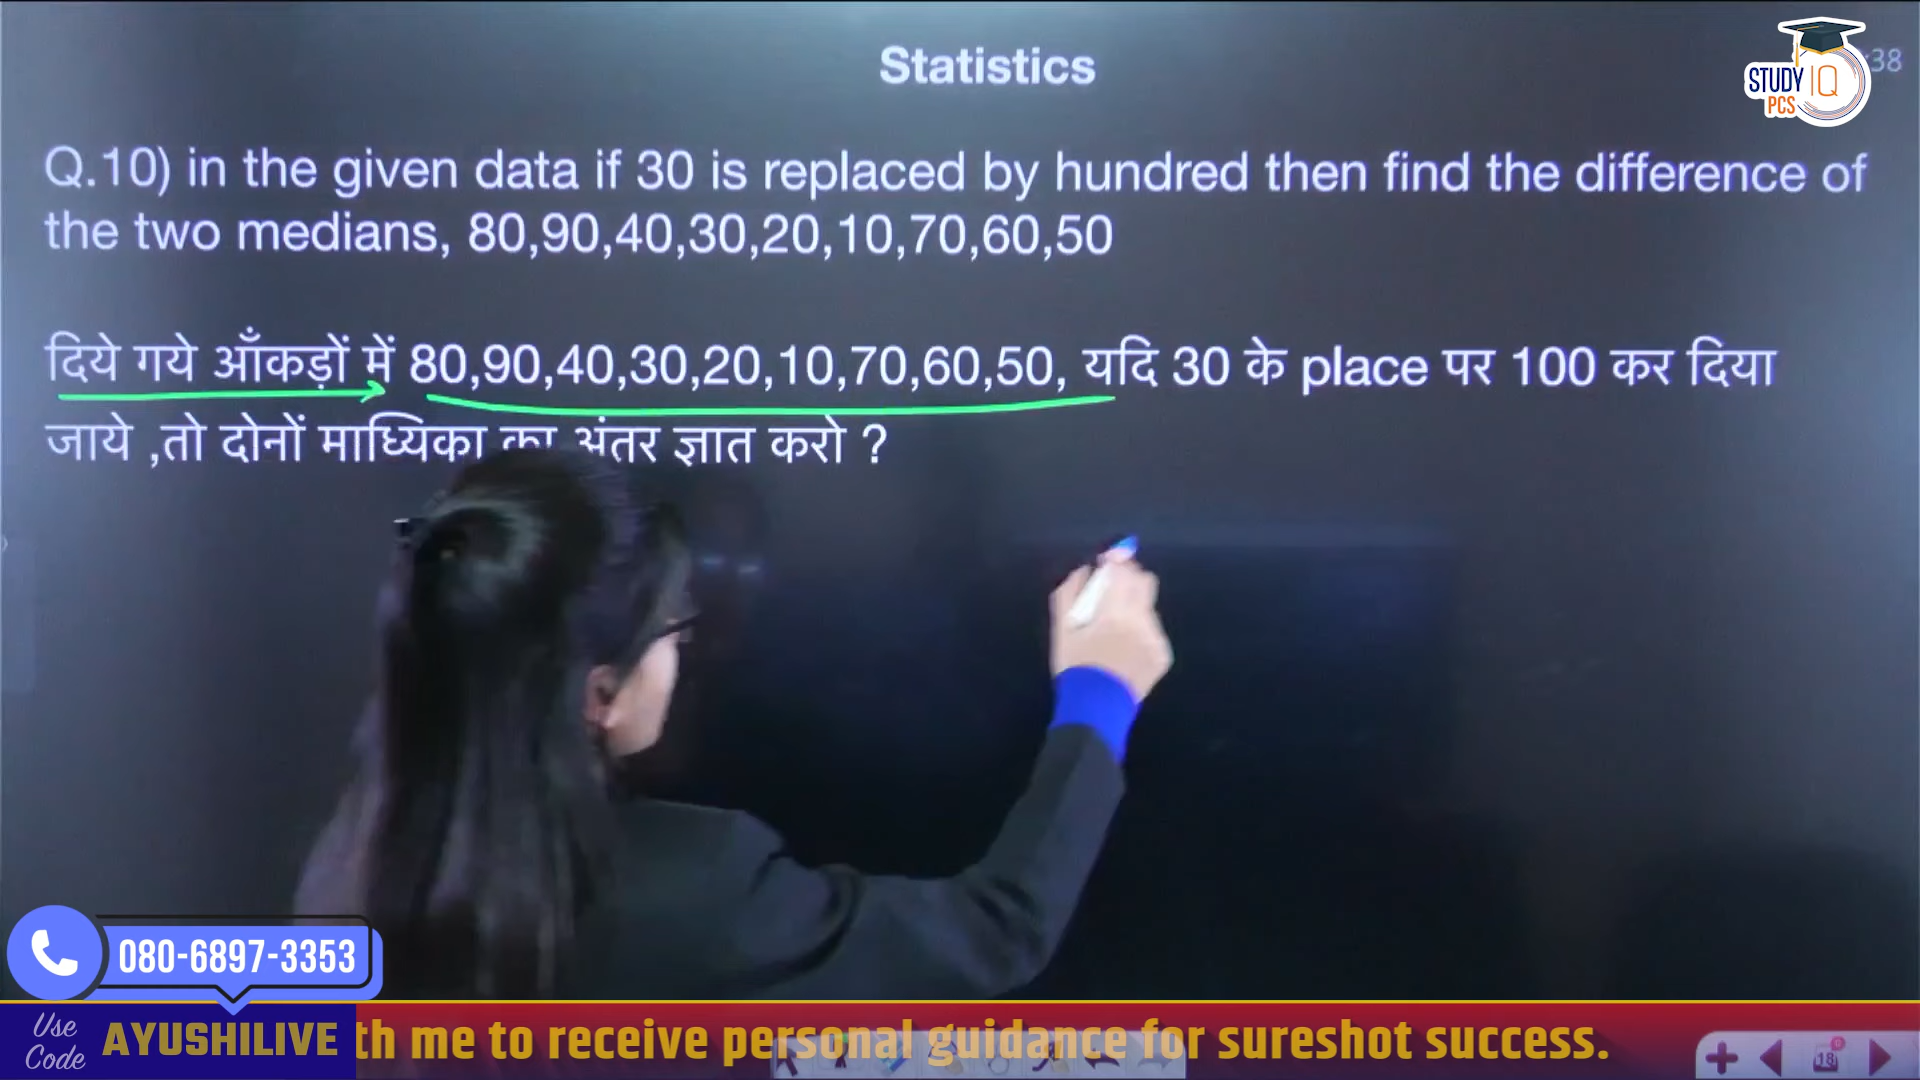 Statistics
:38
STUDY IQ
PCS
Q.10) in the given data if 30 is replaced by hundred then find the difference of
the two medians, 80,90,40,30,20,10,70,60,50
दिये गये आँकड़ों में 80,90,40,30,20,10,70,60,50, यदि 30 के place पर 100 कर दिया
जाये ,तो दोनों माध्यिका का अंतर ज्ञात करो ?
080-6897-3353
Use
Code
AYUSHILIVE
th me to receive personal guidance for sureshot success.
18